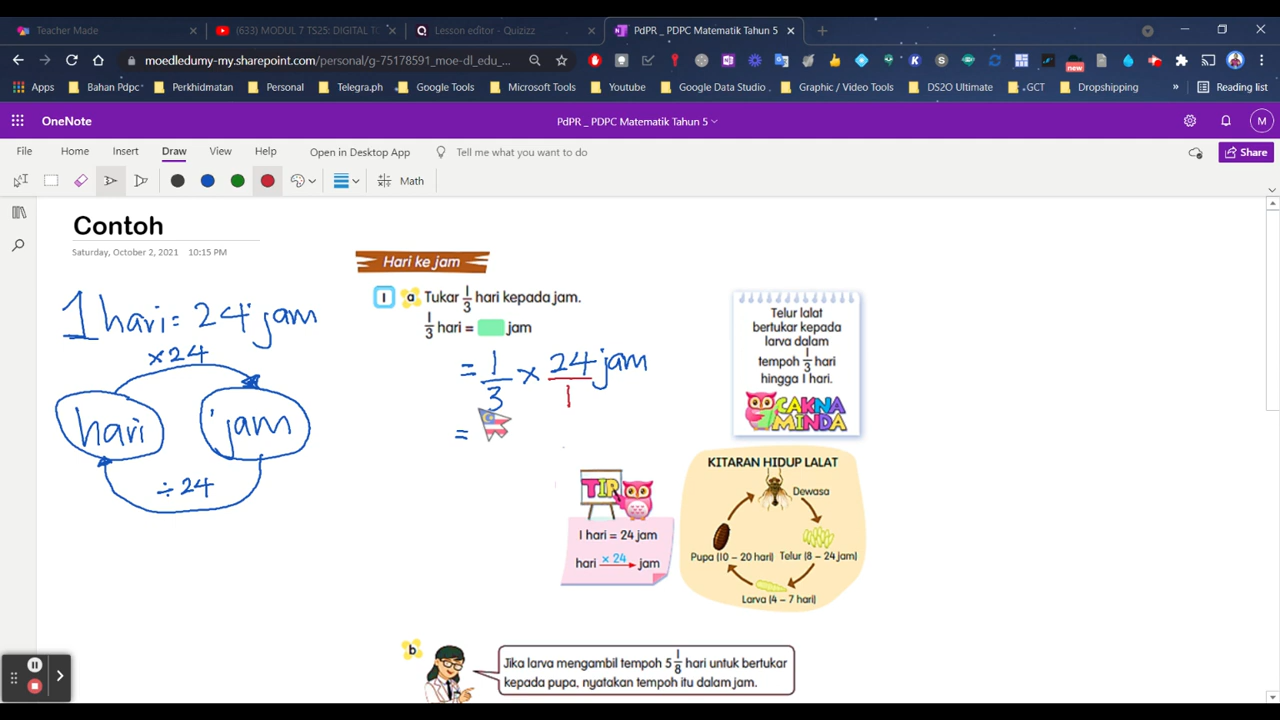 Teacher Made
(633) MODUL 7 TS25: DIGITAL TO
Lesson editor - Quizizz
PdPR _ PDPC Matematik Tahun 5
moedledumy-my.sharepoint.com/personal/g-75178591_moe-dl_edu_...
Apps
Bahan Pdpc
Perkhidmatan
Personal
Telegra.ph
Google Tools
Microsoft Tools
Youtube
Google Data Studio
Graphic / Video Tools
DS2O Ultimate
GCT
Dropshipping
Reading list
OneNote
PdPR _ PDPC Matematik Tahun 5
M
File
Home
Insert
Draw
View
Help
Open in Desktop App
Tell me what you want to do
Share
Math
Contoh
Saturday, October 2, 2021 10:15 PM
1 hari = 24 jam
×24
hari
jam
÷24
Hari ke jam
1 a Tukar 1/3 hari kepada jam.
1/3 hari = jam
= 1/3 × 24/1 jam
=
Telur lalat
bertukar kepada
larva dalam
tempoh 1/3 hari
hingga 1 hari.
CAKNA
MINDA
TIP
1 hari = 24 jam
hari × 24 jam
KITARAN HIDUP LALAT
Dewasa
Telur (8 – 24 jam)
Larva (4 – 7 hari)
Pupa (10 – 20 hari)
b
Jika larva mengambil tempoh 5 1/8 hari untuk bertukar
kepada pupa, nyatakan tempoh itu dalam jam.